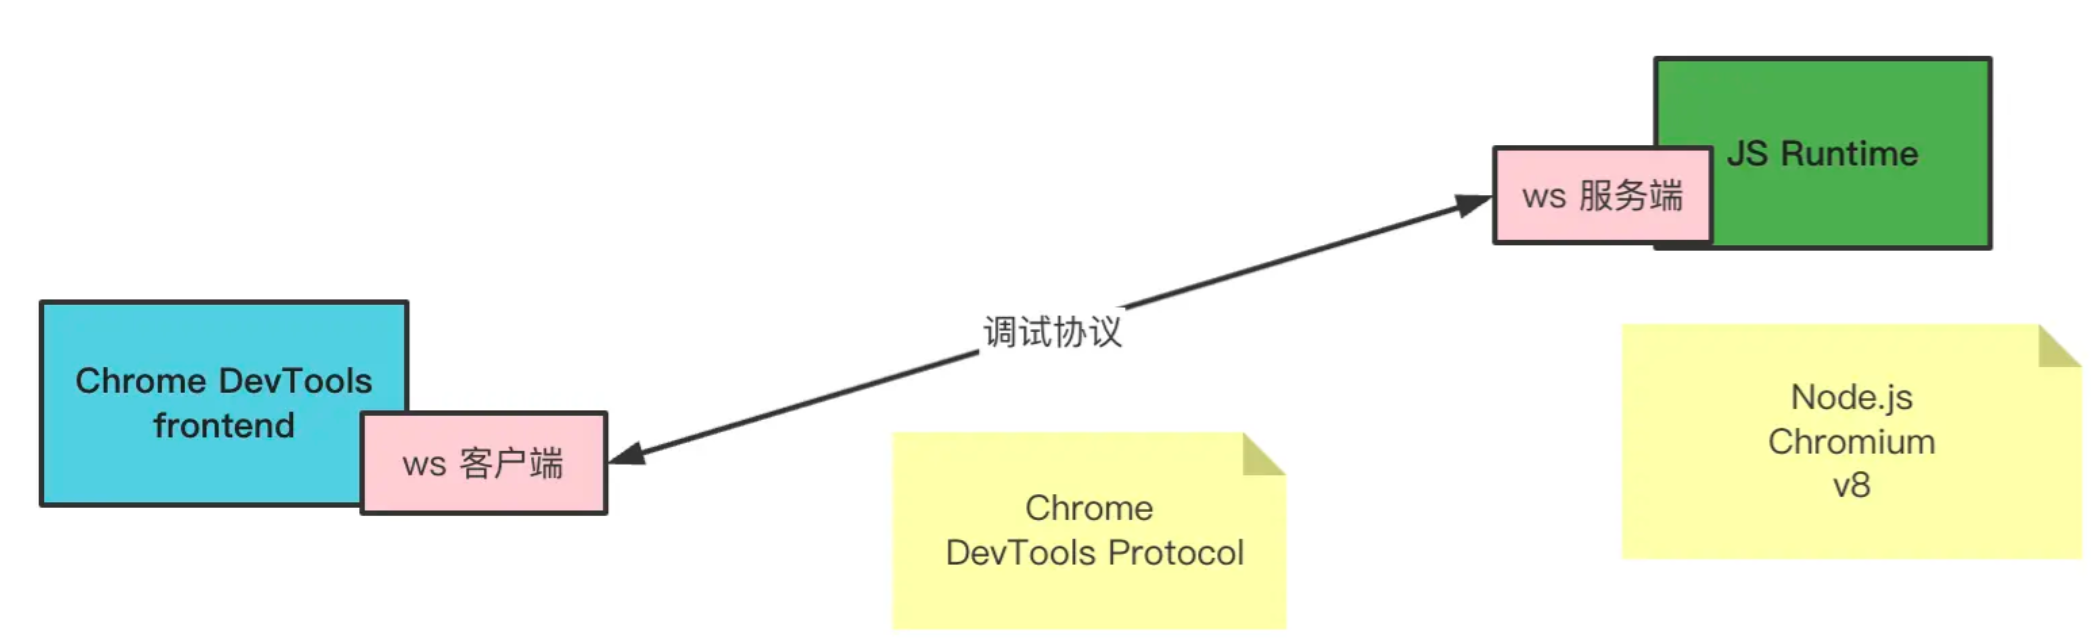 JS Runtime
ws 服务端
调试协议
Chrome DevTools
frontend
ws 客户端
Chrome
DevTools Protocol
Node.js
Chromium
v8